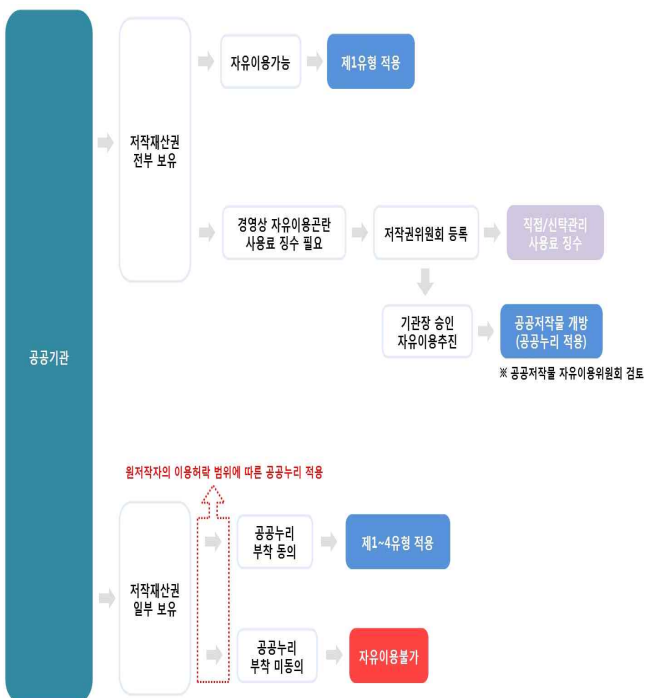 공공기관
저작재산권
전부 보유
자유이용가능
제1유형 적용
경영상 자유이용곤란
사용료 징수 필요
저작권위원회 등록
직접/신탁관리
사용료 징수
기관장 승인
자유이용추진
공공저작물 개방
(공공누리 적용)
※ 공공저작물 자유이용위원회 검토
원저작자의 이용허락 범위에 따른 공공누리 적용
저작재산권
일부 보유
공공누리
부착 동의
제1~4유형 적용
공공누리
부착 미동의
자유이용불가